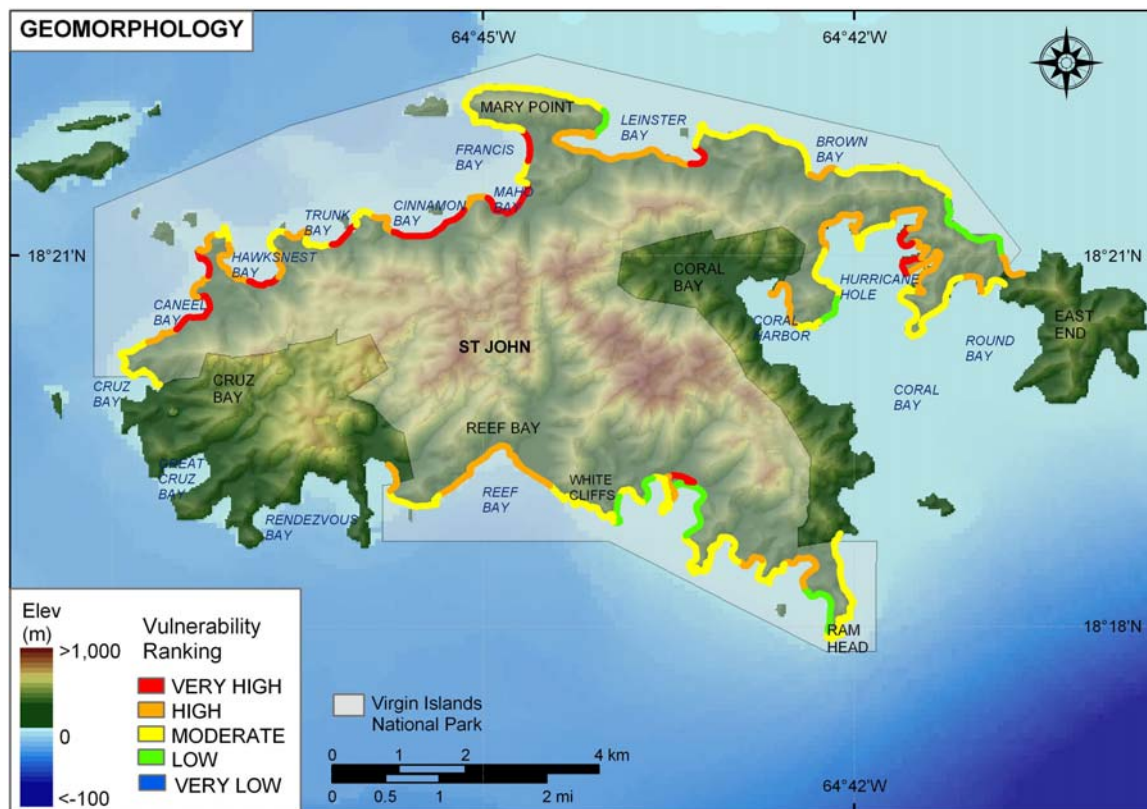 GEOMORPHOLOGY
64°45'W
64°42'W
MARY POINT
LEINSTER
BAY
BROWN
BAY
FRANCIS
BAY
MAHO
BAY
CINNAMON
BAY
TRUNK
BAY
18°21'N
18°21'N
HAWKSNEST
BAY
CORAL
BAY
HURRICANE
HOLE
CANEEL
BAY
CORAL
HARBOR
EAST
END
ROUND
BAY
ST JOHN
CRUZ
BAY
CRUZ
BAY
CORAL
BAY
REEF BAY
GREAT
CRUZ
BAY
WHITE
CLIFFS
REEF
BAY
RENDEZVOUS
BAY
18°18'N
RAM
HEAD
Elev
(m)
>1,000
0
<-100
Vulnerability
Ranking
VERY HIGH
HIGH
MODERATE
LOW
VERY LOW
Virgin Islands
National Park
0 1 2 4 km
0 0.5 1 2 mi
64°42'W